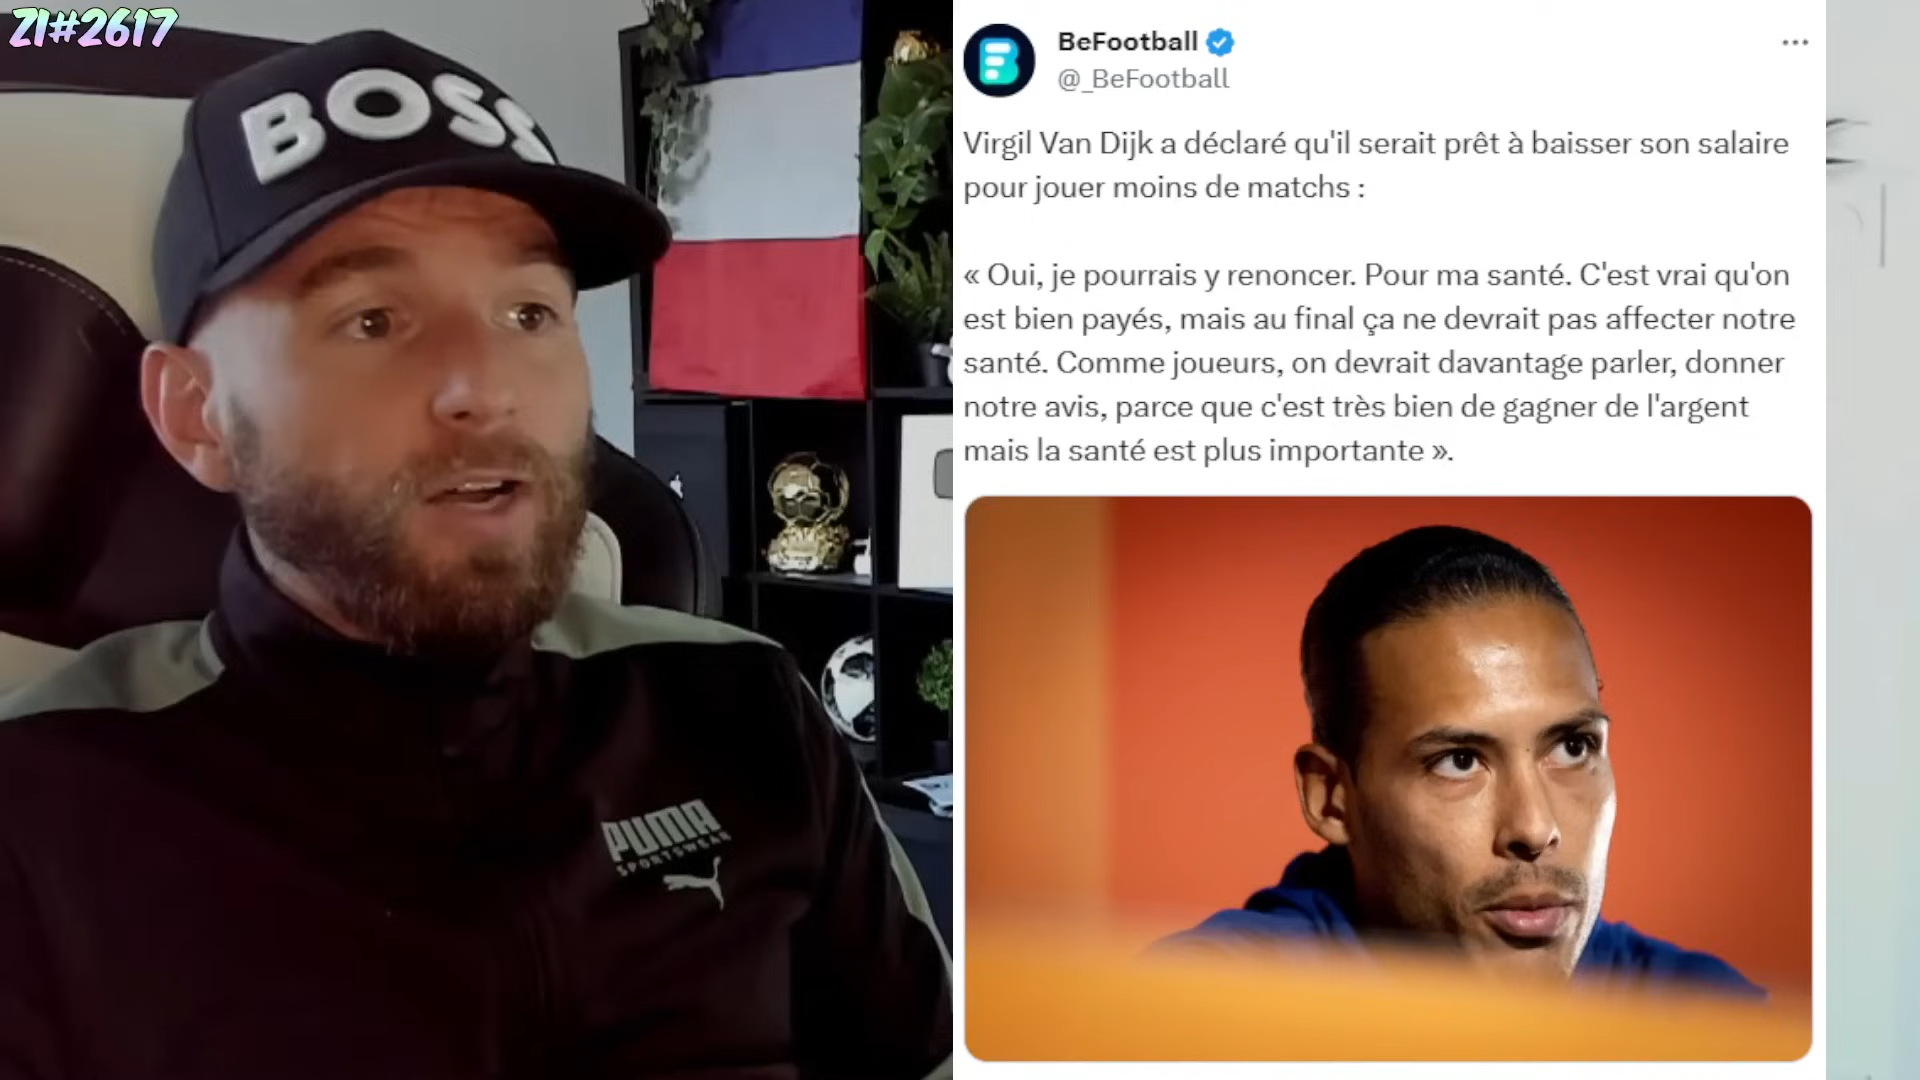 ZI#2617
BOSS
PUMA
SPORTSWEAR
BeFootball
@_BeFootball
Virgil Van Dijk a déclaré qu'il serait prêt à baisser son salaire
pour jouer moins de matchs :
« Oui, je pourrais y renoncer. Pour ma santé. C'est vrai qu'on
est bien payés, mais au final ça ne devrait pas affecter notre
santé. Comme joueurs, on devrait davantage parler, donner
notre avis, parce que c'est très bien de gagner de l'argent
mais la santé est plus importante ».